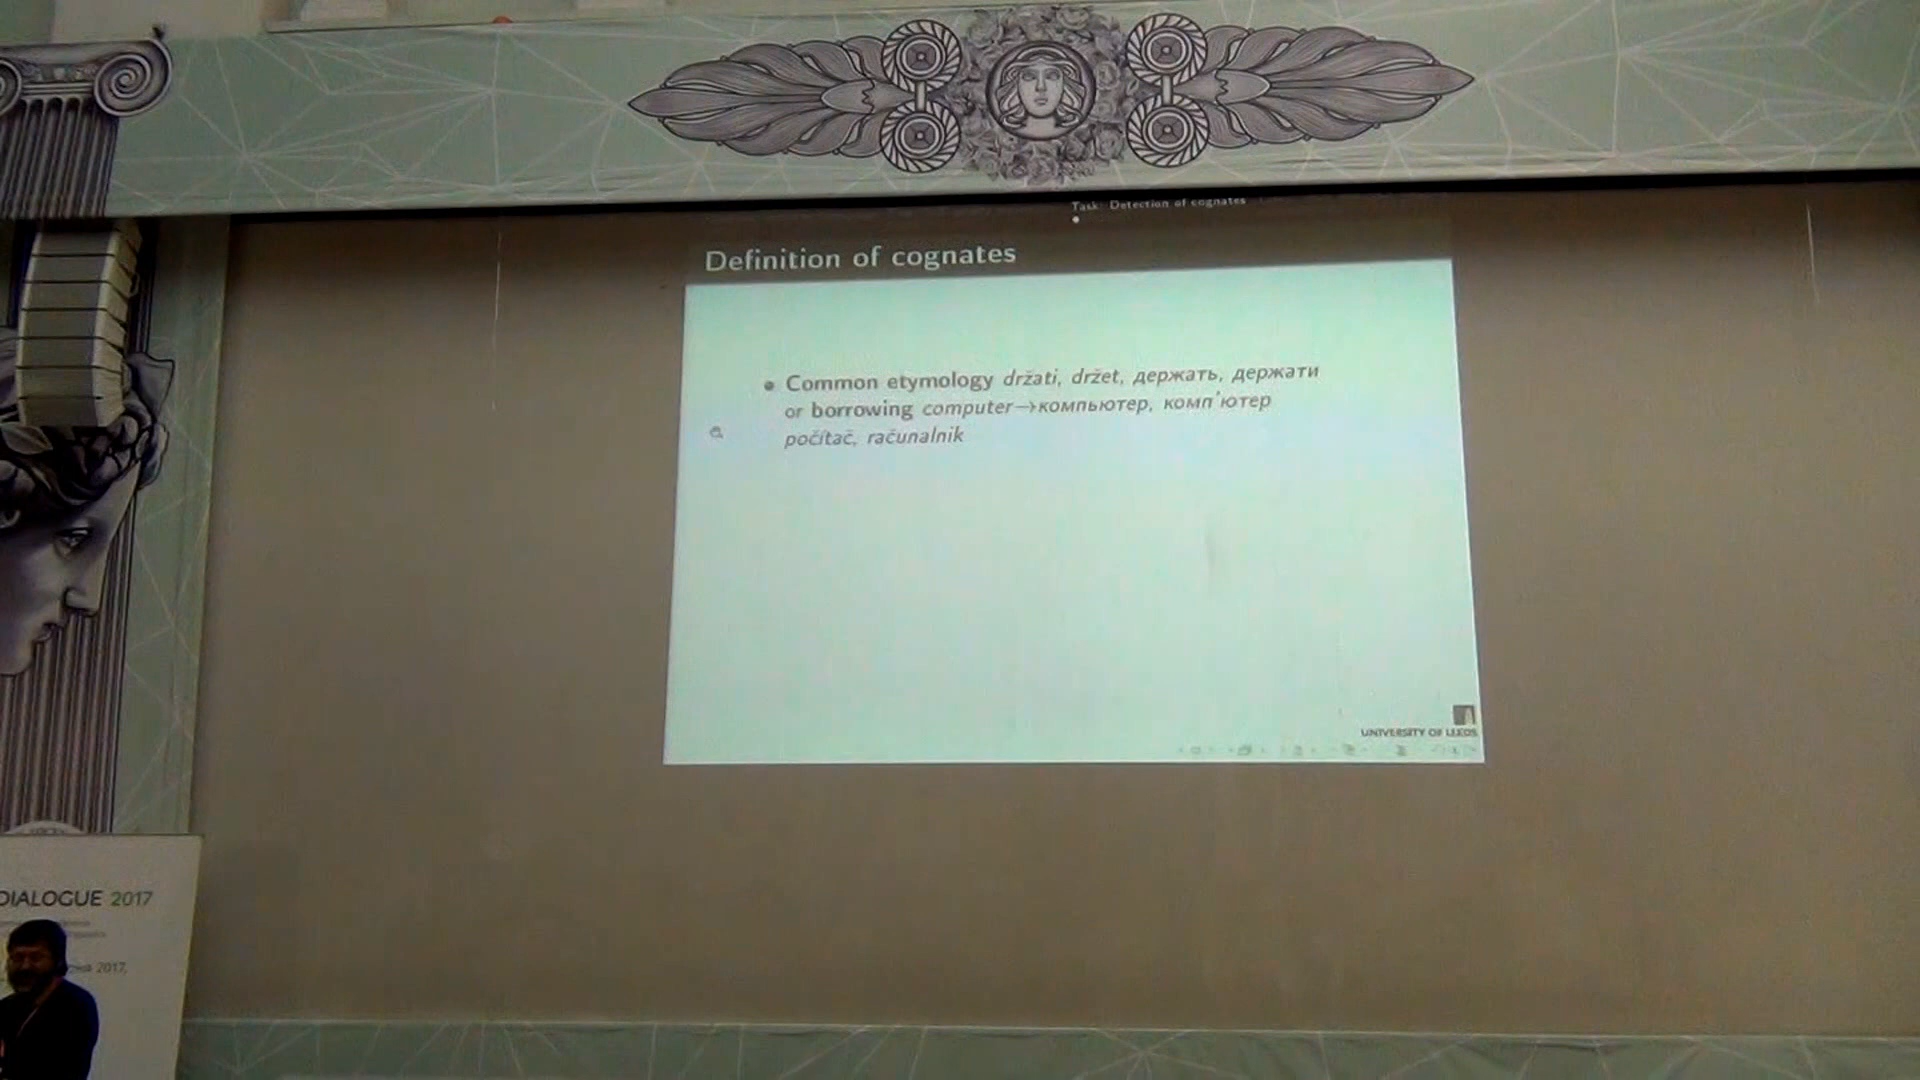 Task: Detection of cognates
Definition of cognates
• Common etymology držati, držet, держать, держати
or borrowing computer→компьютер, комп'ютер
počítač, računalnik
UNIVERSITY OF LEEDS
DIALOGUE 2017
2017,